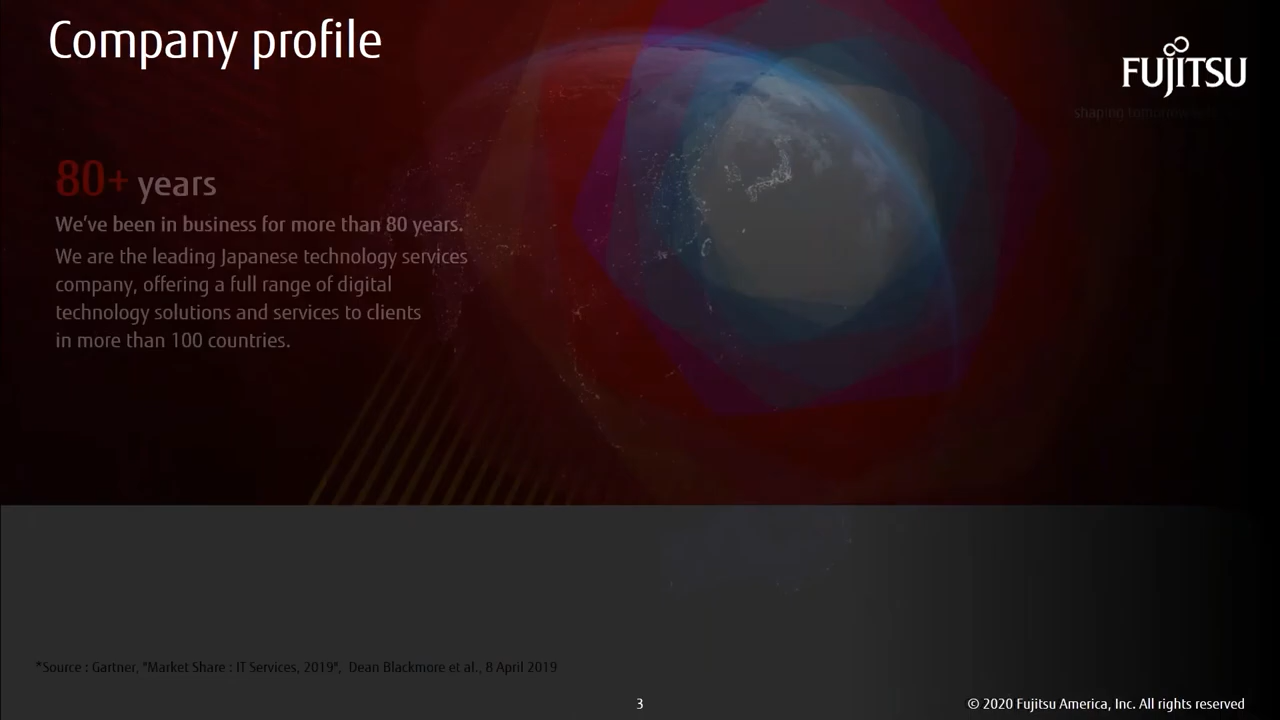 Company profile
FUJITSU
shaping tomorrow
80+ years
We've been in business for more than 80 years.
We are the leading Japanese technology services
company, offering a full range of digital
technology solutions and services to clients
in more than 100 countries.
*Source : Gartner, "Market Share : IT Services, 2019", Dean Blackmore et al., 8 April 2019
3
© 2020 Fujitsu America, Inc. All rights reserved